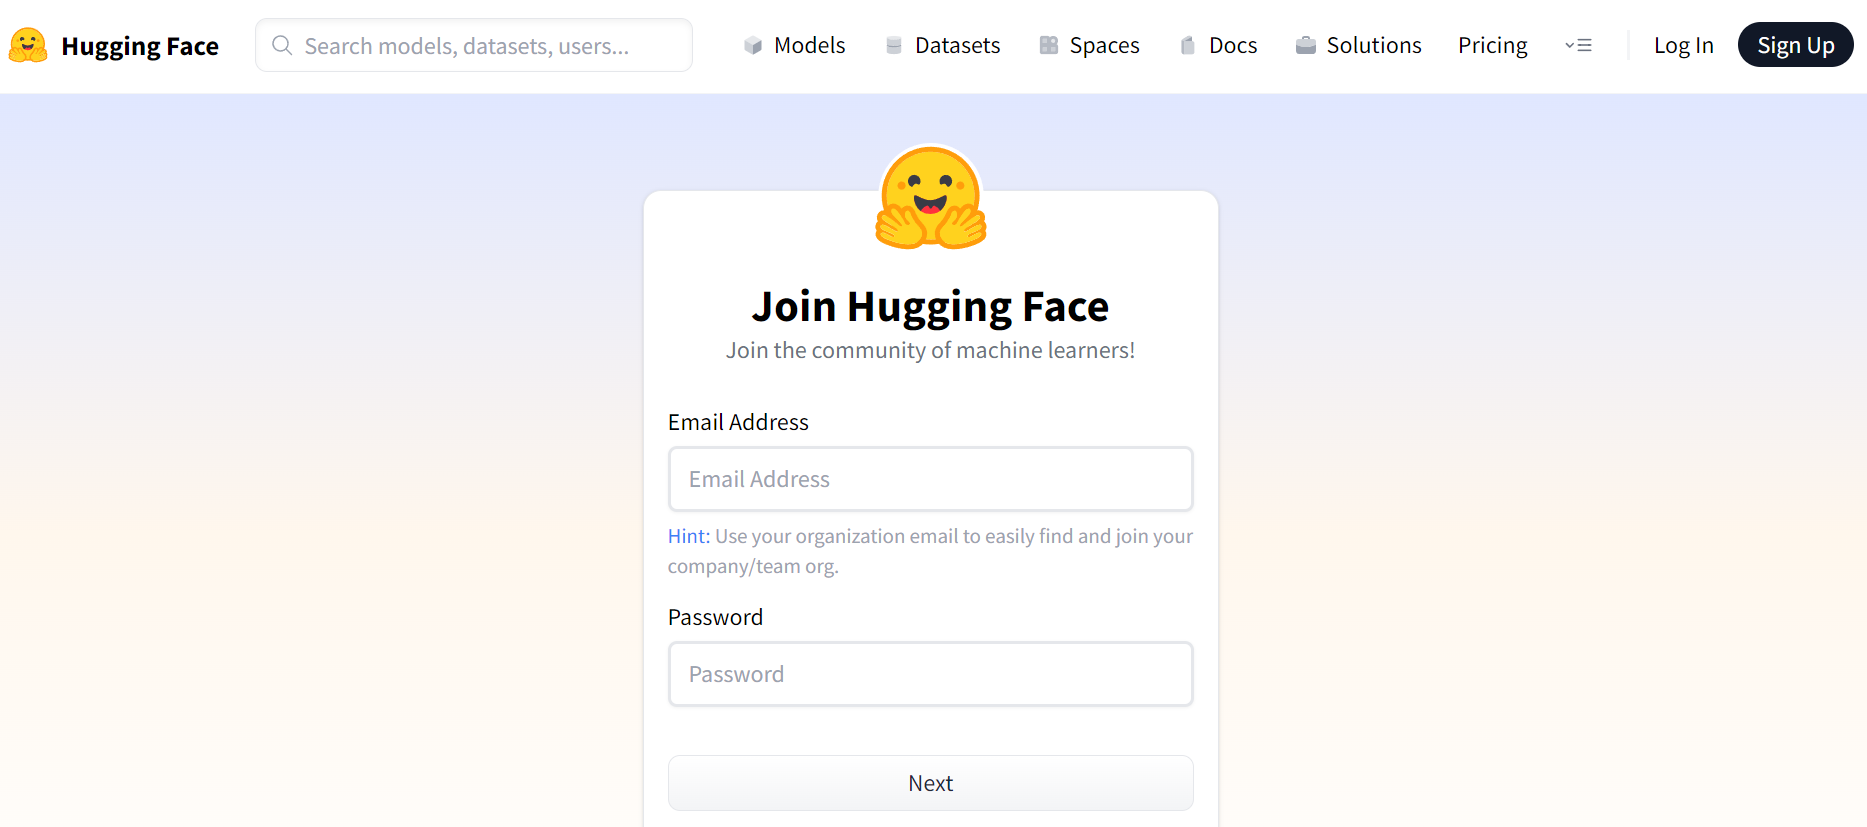 Hugging Face
Search models, datasets, users...
Models
Datasets
Spaces
Docs
Solutions
Pricing
Log In
Sign Up
Join Hugging Face
Join the community of machine learners!
Email Address
Email Address
Hint: Use your organization email to easily find and join your
company/team org.
Password
Password
Next